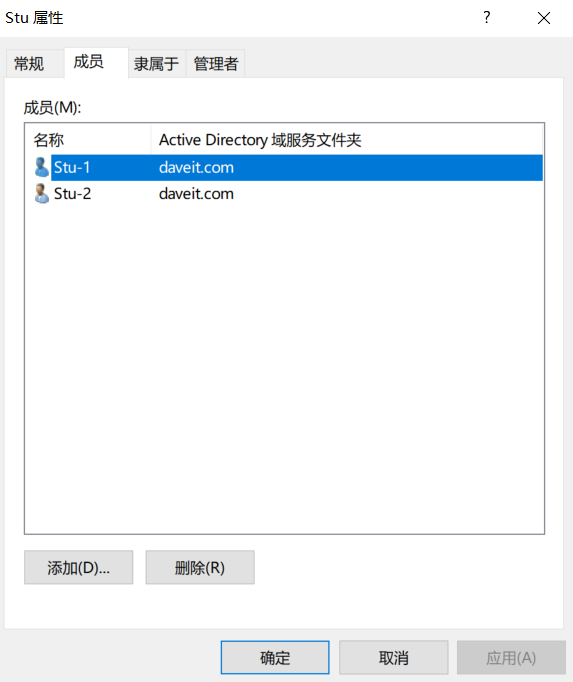 Stu 属性 ?
常规 成员 隶属于 管理者
成员(M):
名称 Active Directory 域服务文件夹
Stu-1 daveit.com
Stu-2 daveit.com
添加(D)... 删除(R)
确定 取消 应用(A)